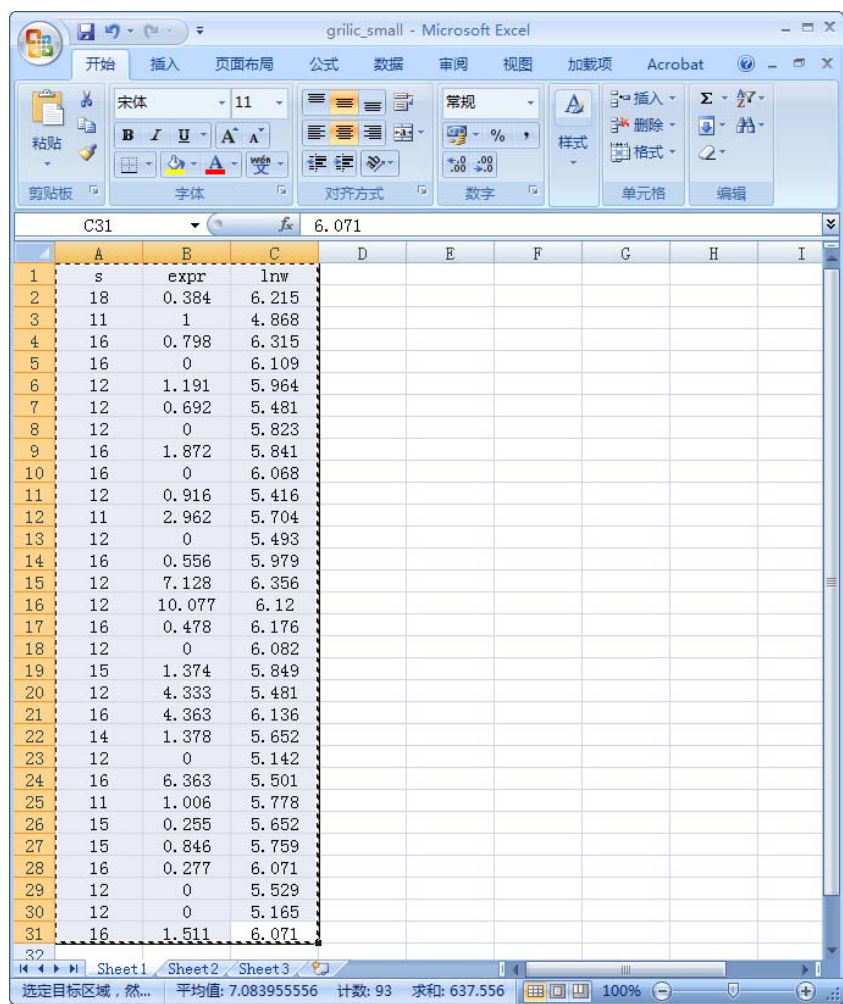 grilic_small - Microsoft Excel
开始 插入 页面布局 公式 数据 审阅 视图 加载项 Acrobat
粘贴 宋体 11 常规 样式 插入 Σ
B I U A A % , 删除
A wén 文 .00 .0 格式
剪贴板 字体 对齐方式 数字 单元格 编辑
C31 fx 6.071
A B C D E F G H I
1 s expr lnw
2 18 0.384 6.215
3 11 1 4.868
4 16 0.798 6.315
5 16 0 6.109
6 12 1.191 5.964
7 12 0.692 5.481
8 12 0 5.823
9 16 1.872 5.841
10 16 0 6.068
11 12 0.916 5.416
12 11 2.962 5.704
13 12 0 5.493
14 16 0.556 5.979
15 12 7.128 6.356
16 12 10.077 6.12
17 16 0.478 6.176
18 12 0 6.082
19 15 1.374 5.849
20 12 4.333 5.481
21 16 4.363 6.136
22 14 1.378 5.652
23 12 0 5.142
24 16 6.363 5.501
25 11 1.006 5.778
26 15 0.255 5.652
27 15 0.846 5.759
28 16 0.277 6.071
29 12 0 5.529
30 12 0 5.165
31 16 1.511 6.071
32
Sheet1 Sheet2 Sheet3
选定目标区域，然... 平均值: 7.083955556 计数: 93 求和: 637.556 100%